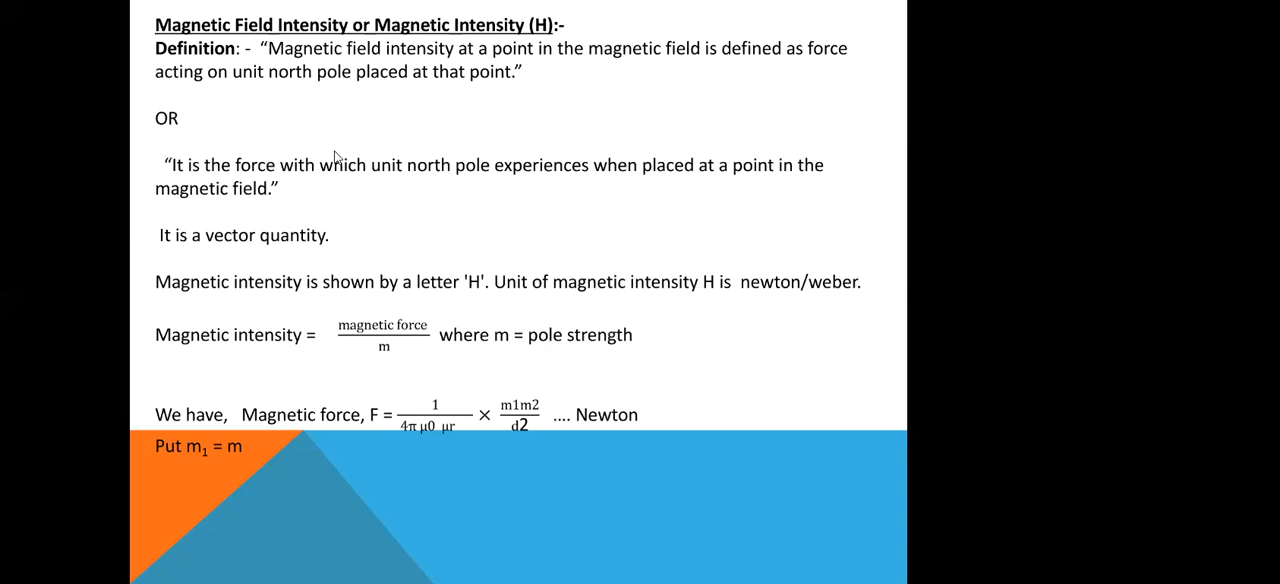 Magnetic Field Intensity or Magnetic Intensity (H):-
Definition: - “Magnetic field intensity at a point in the magnetic field is defined as force
acting on unit north pole placed at that point.”
OR
“It is the force with which unit north pole experiences when placed at a point in the
magnetic field.”
It is a vector quantity.
Magnetic intensity is shown by a letter 'H'. Unit of magnetic intensity H is newton/weber.
Magnetic intensity = magnetic force / m where m = pole strength
We have, Magnetic force, F = 1 / 4π μ0 μr × m1m2 / d2 .... Newton
Put m₁ = m